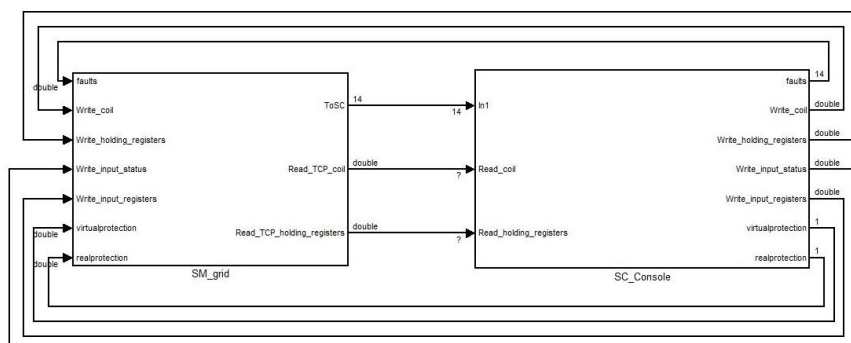 faults
double
Write_coil
Write_holding_registers
Write_input_status
Write_input_registers
virtualprotection
double
realprotection
double
ToSC
14
Read_TCP_coil
double
Read_TCP_holding_registers
double
SM_grid
14
In1
?
Read_coil
?
Read_holding_registers
faults
14
Write_coil
double
Write_holding_registers
double
Write_input_status
double
Write_input_registers
double
virtualprotection
1
realprotection
1
SC_Console